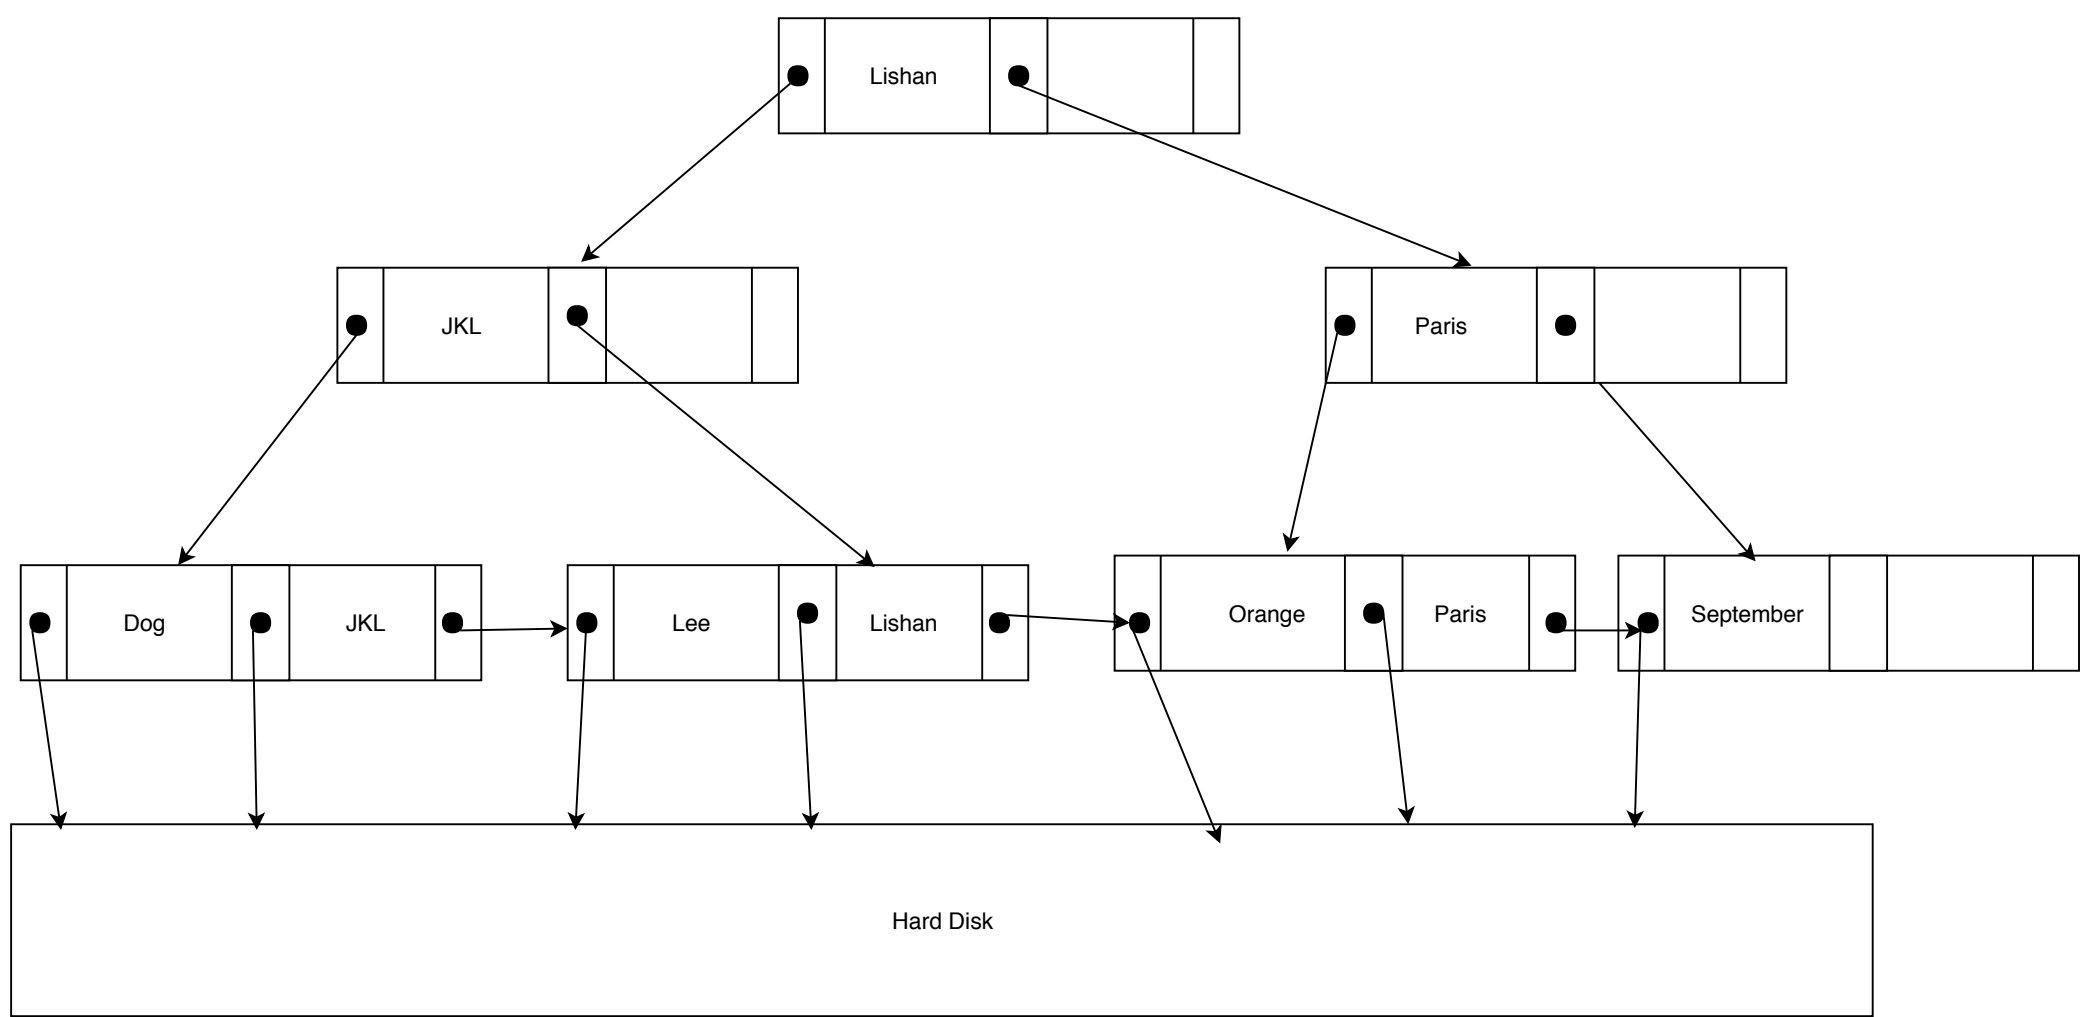 Lishan
JKL
Paris
Dog
JKL
Lee
Lishan
Orange
Paris
September
Hard Disk